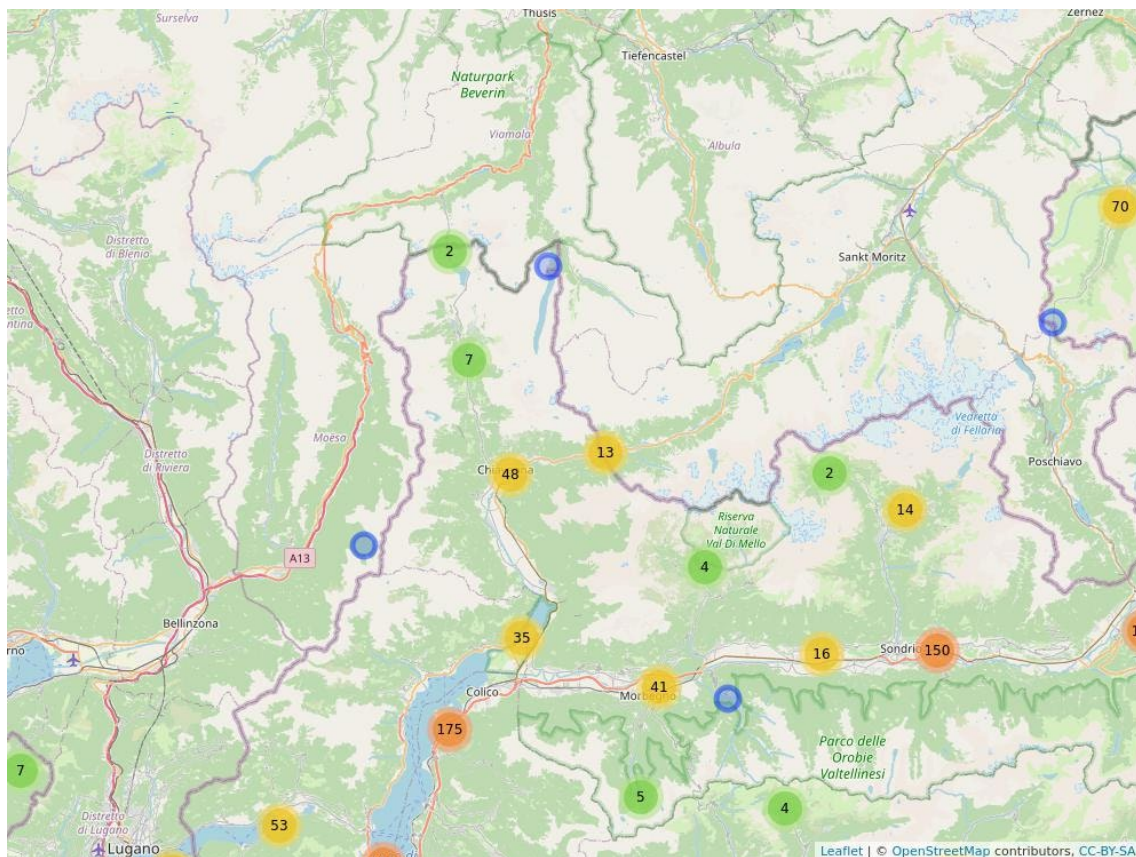 Thusis
Zernez
Surselva
Tiefencastel
Naturpark
Beverin
Viamala
Albula
70
Distretto
di Blenio
2
Sankt Moritz
7
Moesa
Distretto
di Riviera
Vedretta
di Fellaria
13
Poschiavo
48
2
14
Riserva
Naturale
Val Di Mello
A13
4
Bellinzona
35
16
Sondrio
150
41
Colico
Morbegno
175
Parco delle
Orobie
Valtellinesi
7
5
4
Distretto
di Lugano
53
Lugano
Leaflet | © OpenStreetMap contributors, CC-BY-SA